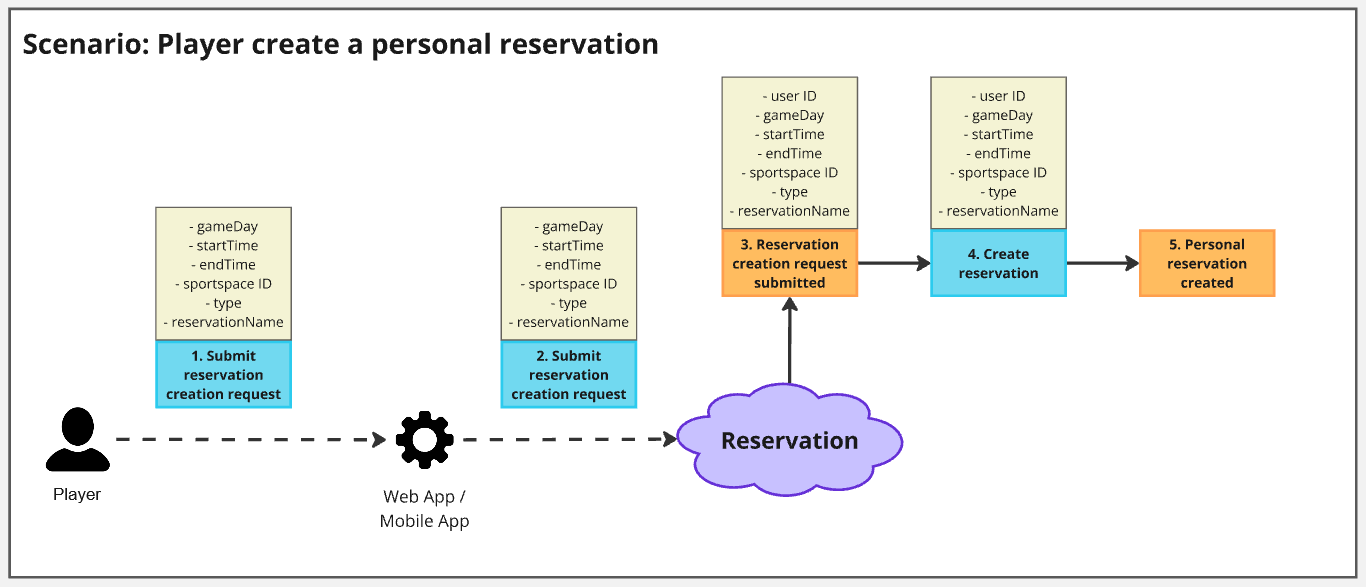 Scenario: Player create a personal reservation
- gameDay
- startTime
- endTime
- sportspace ID
- type
- reservationName
1. Submit
reservation
creation request
Player
Web App /
Mobile App
- gameDay
- startTime
- endTime
- sportspace ID
- type
- reservationName
2. Submit
reservation
creation request
Reservation
- user ID
- gameDay
- startTime
- endTime
- sportspace ID
- type
- reservationName
3. Reservation
creation request
submitted
- user ID
- gameDay
- startTime
- endTime
- sportspace ID
- type
- reservationName
4. Create
reservation
5. Personal
reservation
created